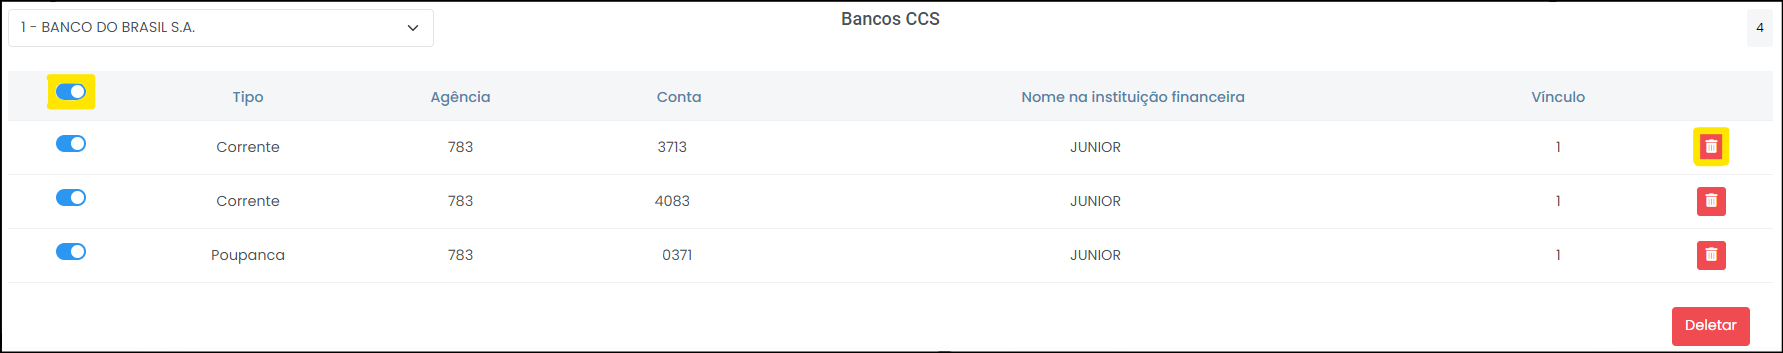 1 - BANCO DO BRASIL S.A.
Bancos CCS
4
Tipo Agência Conta Nome na instituição financeira Vínculo
Corrente 783 3713 JUNIOR 1
Corrente 783 4083 JUNIOR 1
Poupanca 783 0371 JUNIOR 1
Deletar